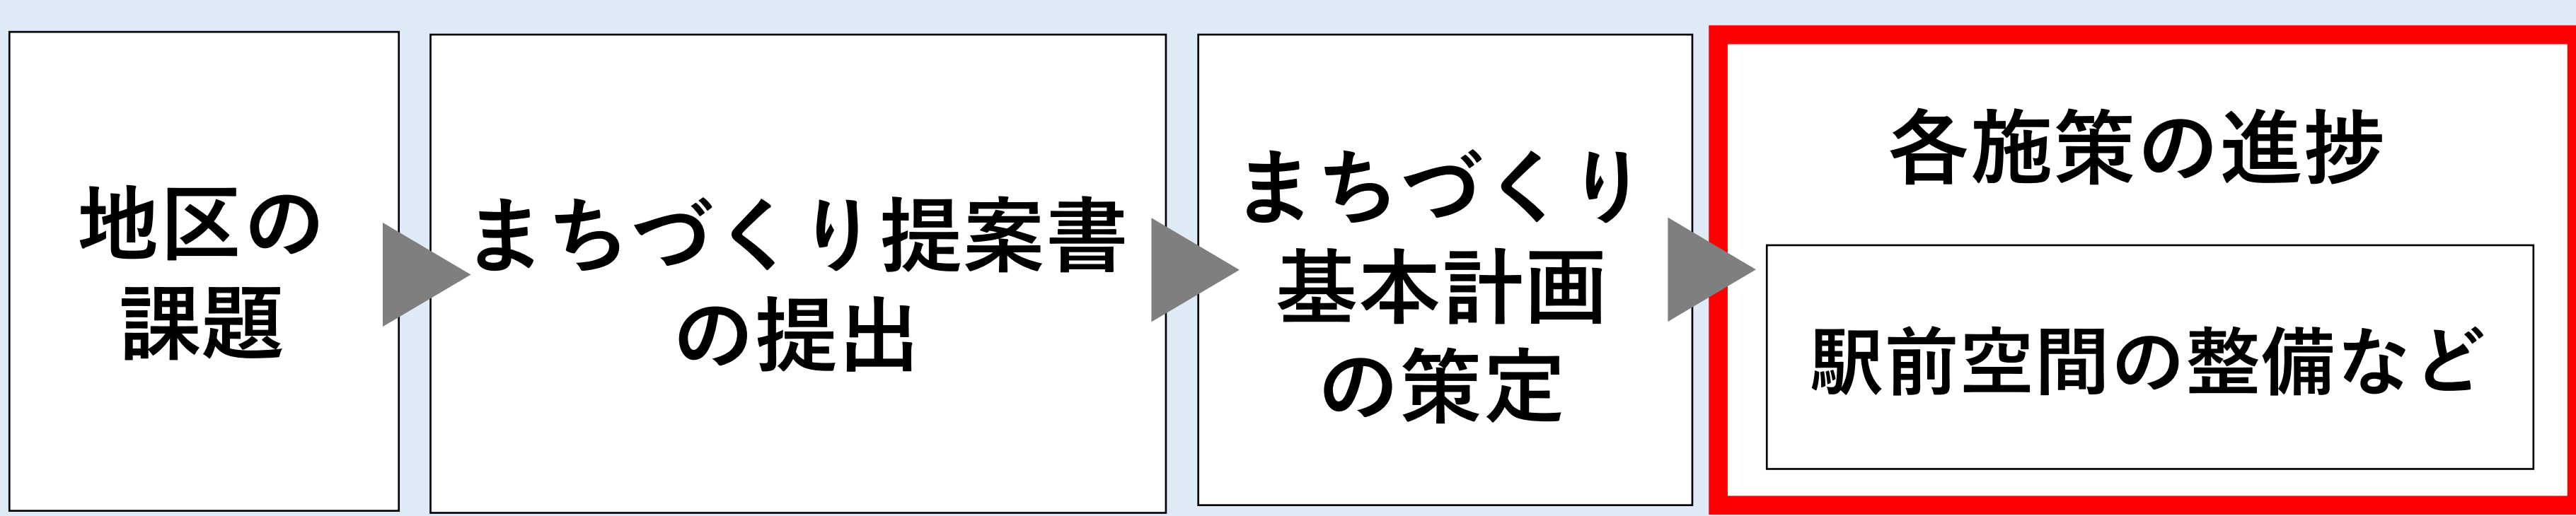 地区の
課題
まちづくり提案書
の提出
まちづくり
基本計画
の策定
各施策の進捗
駅前空間の整備など